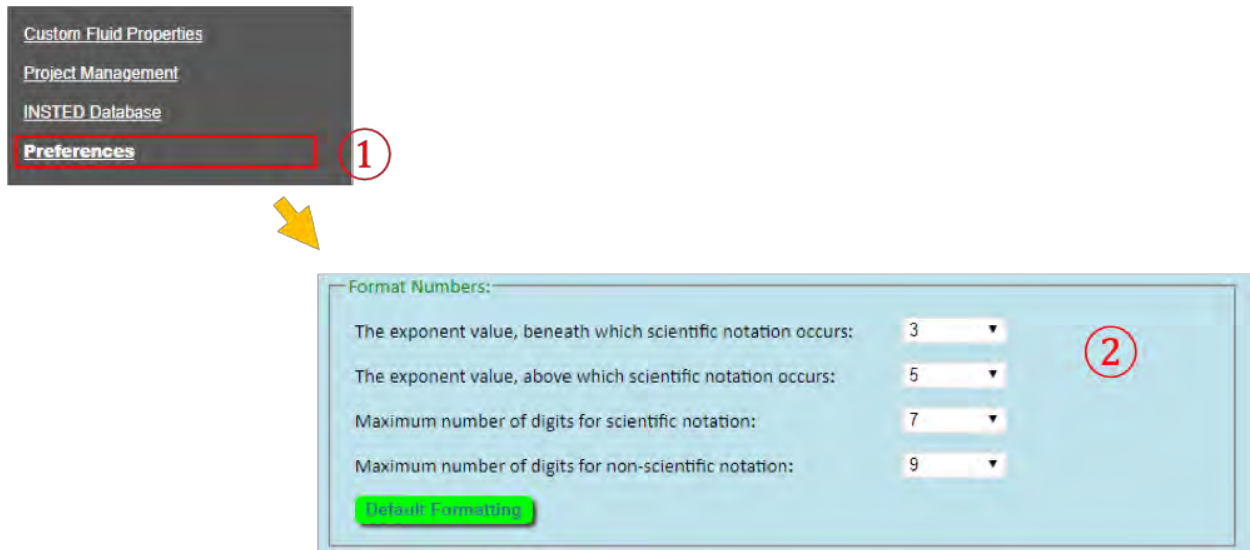 Custom Fluid Properties
Project Management
INSTED Database
Preferences
①
Format Numbers:
The exponent value, beneath which scientific notation occurs: 3
②
The exponent value, above which scientific notation occurs: 5
Maximum number of digits for scientific notation: 7
Maximum number of digits for non-scientific notation: 9
Default Formatting